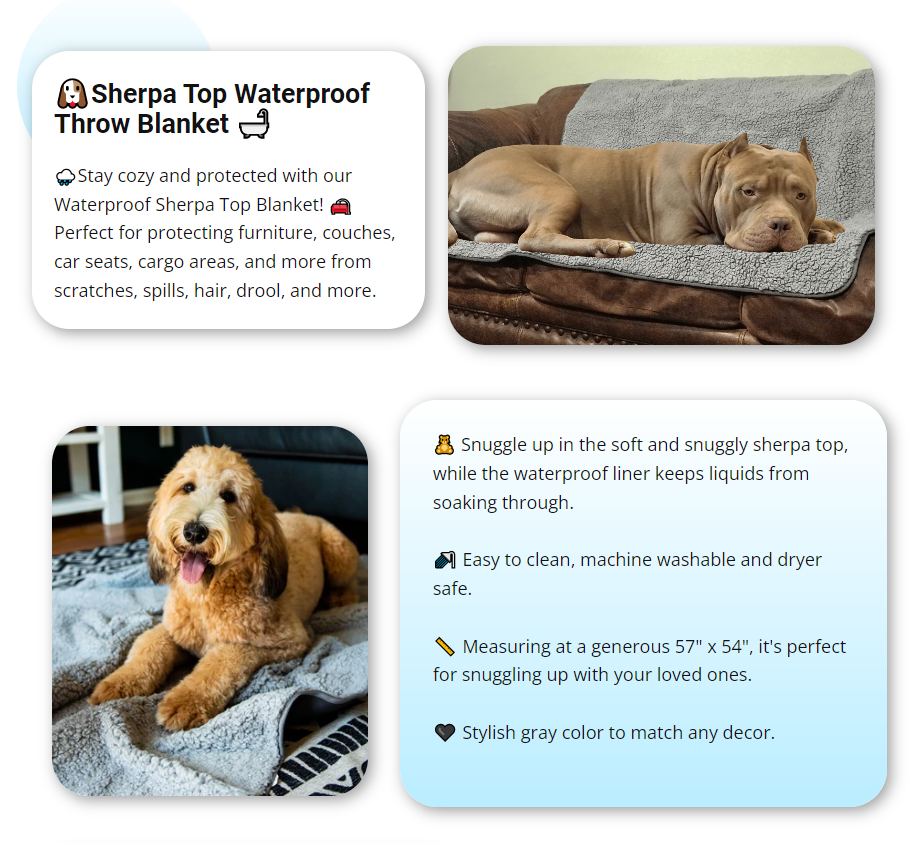 Sherpa Top Waterproof
Throw Blanket
Stay cozy and protected with our
Waterproof Sherpa Top Blanket!
Perfect for protecting furniture, couches,
car seats, cargo areas, and more from
scratches, spills, hair, drool, and more.
Snuggle up in the soft and snuggly sherpa top,
while the waterproof liner keeps liquids from
soaking through.
Easy to clean, machine washable and dryer
safe.
Measuring at a generous 57" x 54", it's perfect
for snuggling up with your loved ones.
Stylish gray color to match any decor.